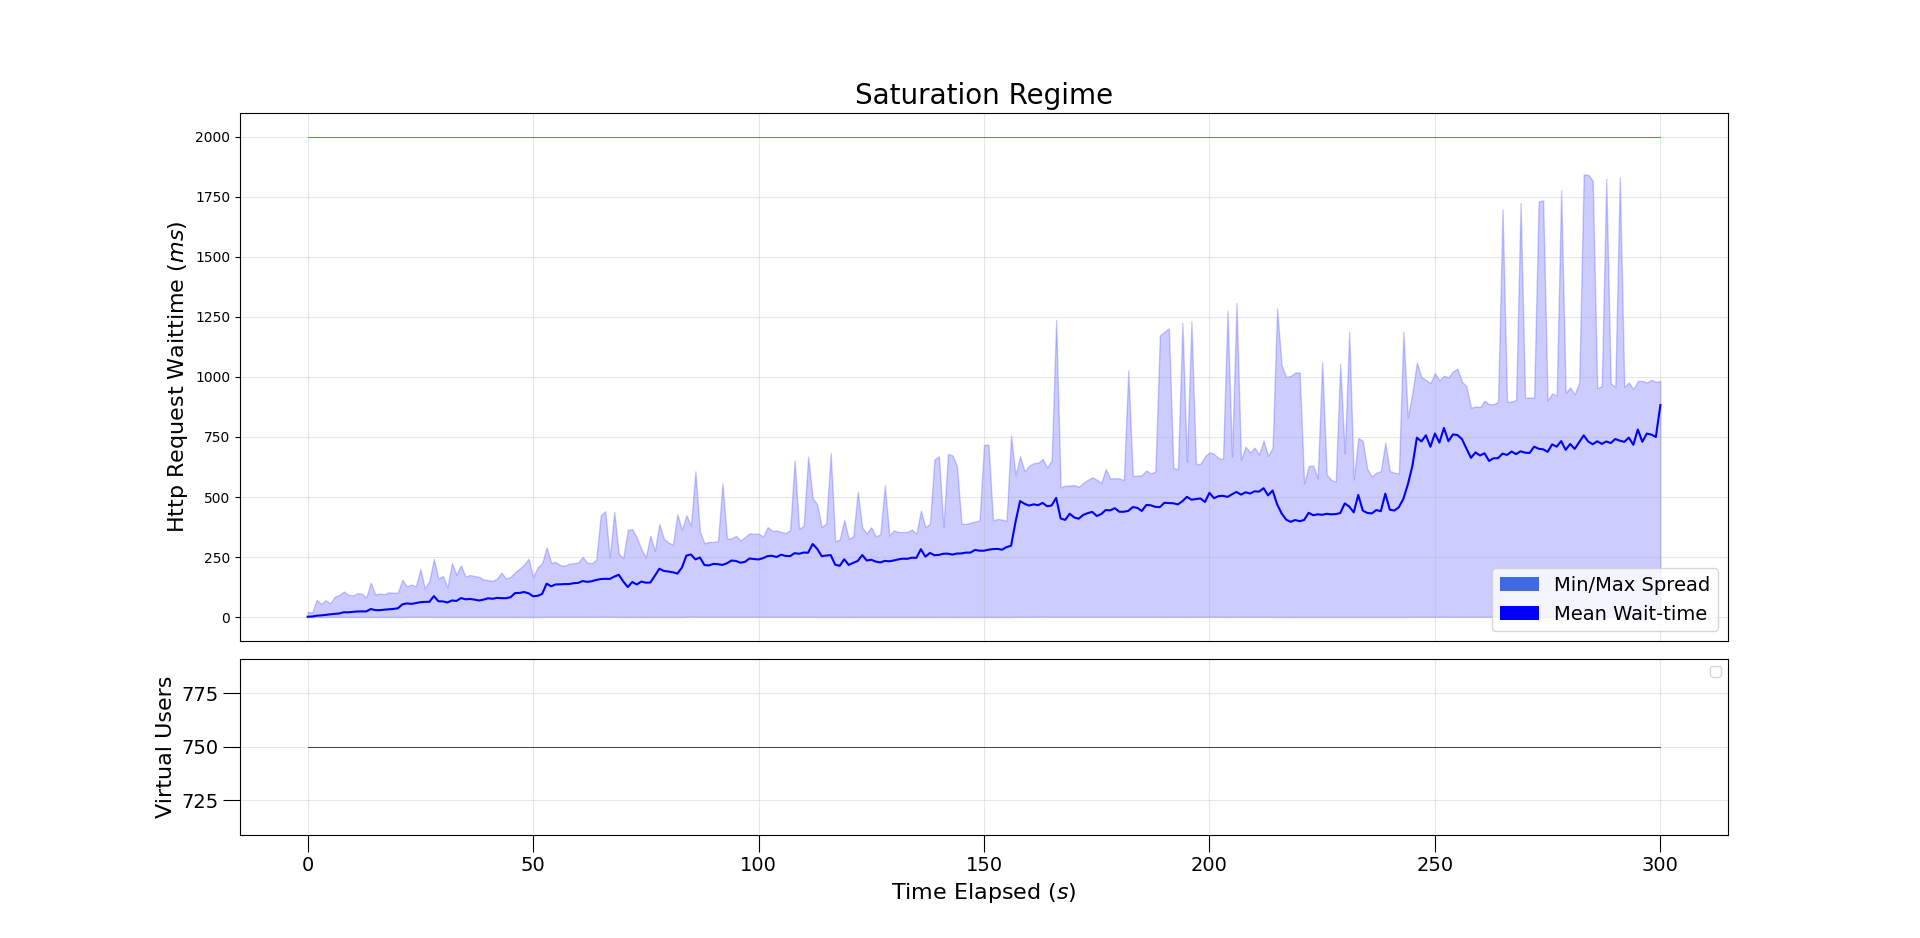 Saturation Regime
Http Request Waittime (ms)
2000
1750
1500
1250
1000
750
500
250
0
Min/Max Spread
Mean Wait-time
Virtual Users
775
750
725
0 50 100 150 200 250 300
Time Elapsed (s)